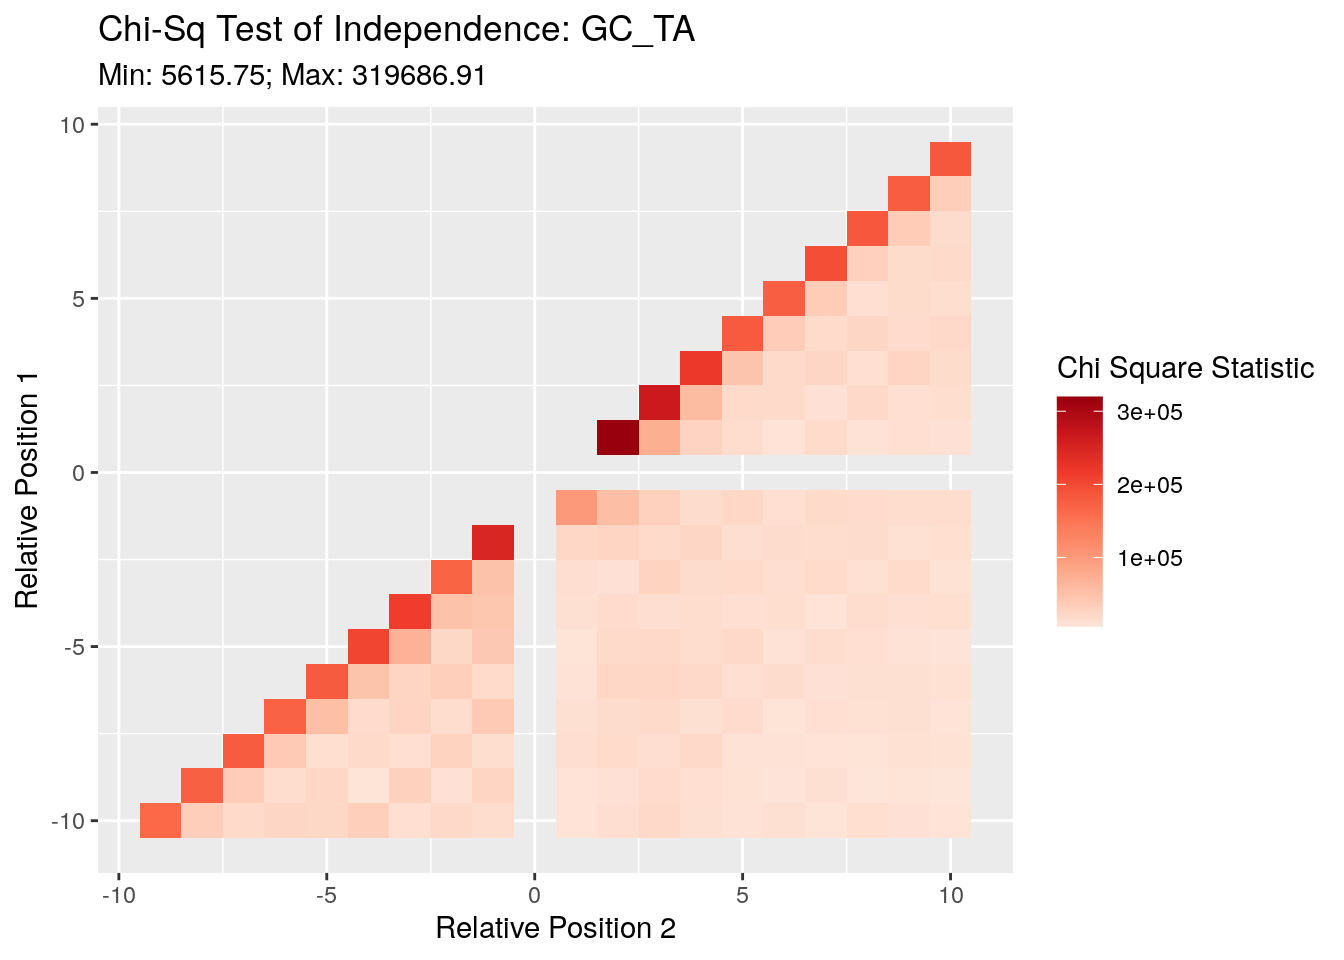 Chi-Sq Test of Independence: GC_TA
Min: 5615.75; Max: 319686.91
10
5
0
-5
-10
Relative Position 1
-10
-5
0
5
10
Relative Position 2
Chi Square Statistic
3e+05
2e+05
1e+05